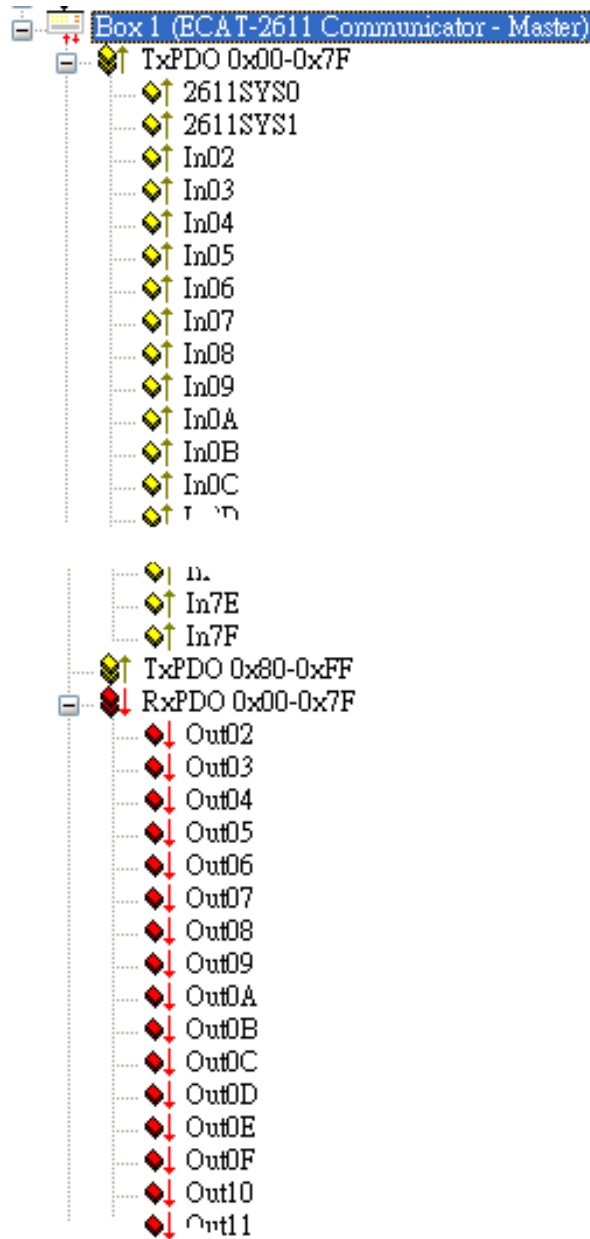 Box 1 (ECAT-2611 Communicator - Master)
TxPDO 0x00-0x7F
2611SYS0
2611SYS1
In02
In03
In04
In05
In06
In07
In08
In09
In0A
In0B
In0C
In7E
In7F
TxPDO 0x80-0xFF
RxPDO 0x00-0x7F
Out02
Out03
Out04
Out05
Out06
Out07
Out08
Out09
Out0A
Out0B
Out0C
Out0D
Out0E
Out0F
Out10
Out11